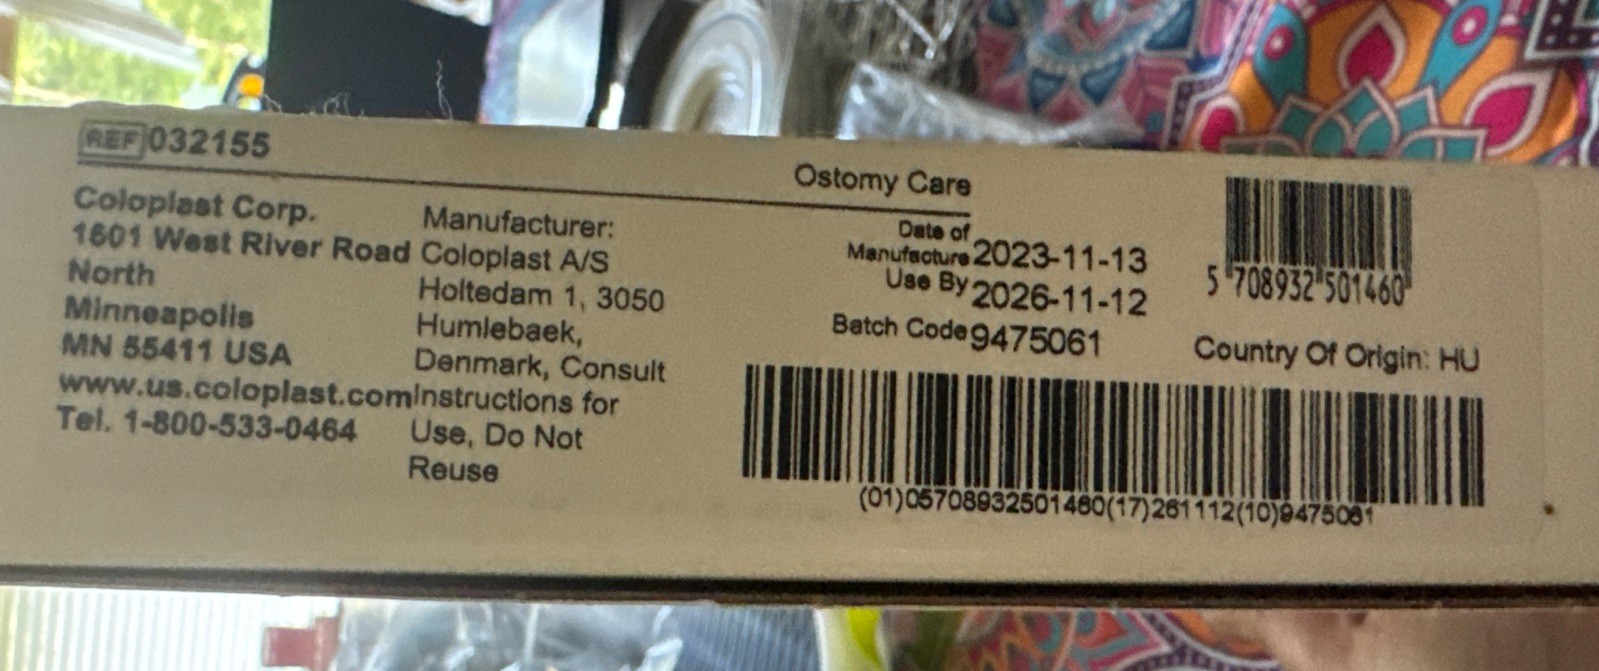 REF 032155
Ostomy Care
Coloplast Corp.
1601 West River Road
North
Minneapolis
MN 55411 USA
www.us.coloplast.com
Tel. 1-800-533-0464
Manufacturer:
Coloplast A/S
Holtedam 1, 3050
Humlebaek,
Denmark, Consult
Instructions for
Use, Do Not
Reuse
Date of
Manufacture 2023-11-13
Use By 2026-11-12
Batch Code 9475061
5 708932 501460
Country Of Origin: HU
(01)05708932501460(17)261112(10)9475061